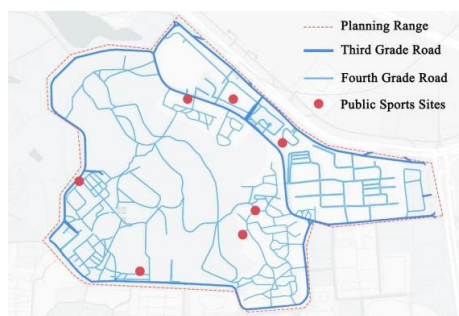 Planning Range
Third Grade Road
Fourth Grade Road
Public Sports Sites